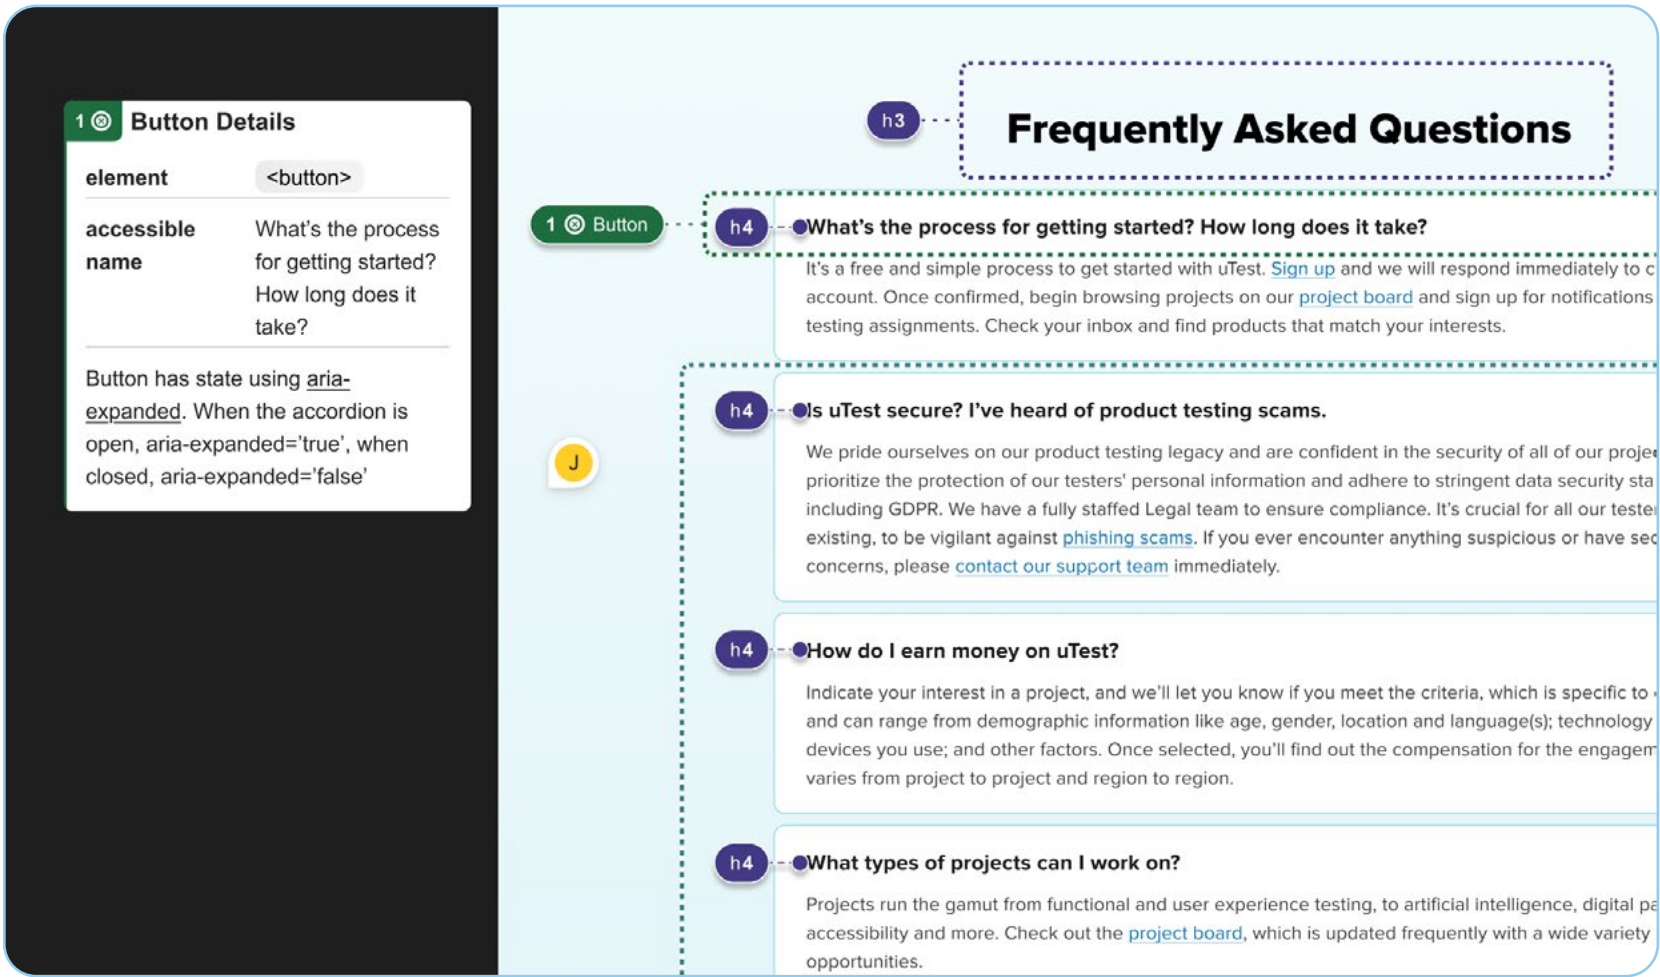 1 Button Details
element <button>
accessible name What's the process for getting started? How long does it take?
Button has state using aria-
expanded. When the accordion is
open, aria-expanded='true', when
closed, aria-expanded='false'
h3 Frequently Asked Questions
1 Button
h4 What's the process for getting started? How long does it take?
It's a free and simple process to get started with uTest. Sign up and we will respond immediately to c
account. Once confirmed, begin browsing projects on our project board and sign up for notifications
testing assignments. Check your inbox and find products that match your interests.
h4 Is uTest secure? I've heard of product testing scams.
J
We pride ourselves on our product testing legacy and are confident in the security of all of our proje
prioritize the protection of our testers' personal information and adhere to stringent data security sta
including GDPR. We have a fully staffed Legal team to ensure compliance. It's crucial for all our teste
existing, to be vigilant against phishing scams. If you ever encounter anything suspicious or have sec
concerns, please contact our support team immediately.
h4 How do I earn money on uTest?
Indicate your interest in a project, and we'll let you know if you meet the criteria, which is specific to
and can range from demographic information like age, gender, location and language(s); technology
devices you use; and other factors. Once selected, you'll find out the compensation for the engagem
varies from project to project and region to region.
h4 What types of projects can I work on?
Projects run the gamut from functional and user experience testing, to artificial intelligence, digital pa
accessibility and more. Check out the project board, which is updated frequently with a wide variety
opportunities.